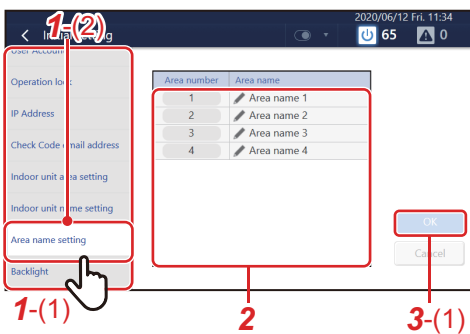 2020/06/12 Fri. 11:34
1-(2)
65
0
User Account
Operation lock
IP Address
Check Code email address
Indoor unit area setting
Indoor unit name setting
Area name setting
Backlight
Area number Area name
1 Area name 1
2 Area name 2
3 Area name 3
4 Area name 4
OK
Cancel
1-(1)
2
3-(1)